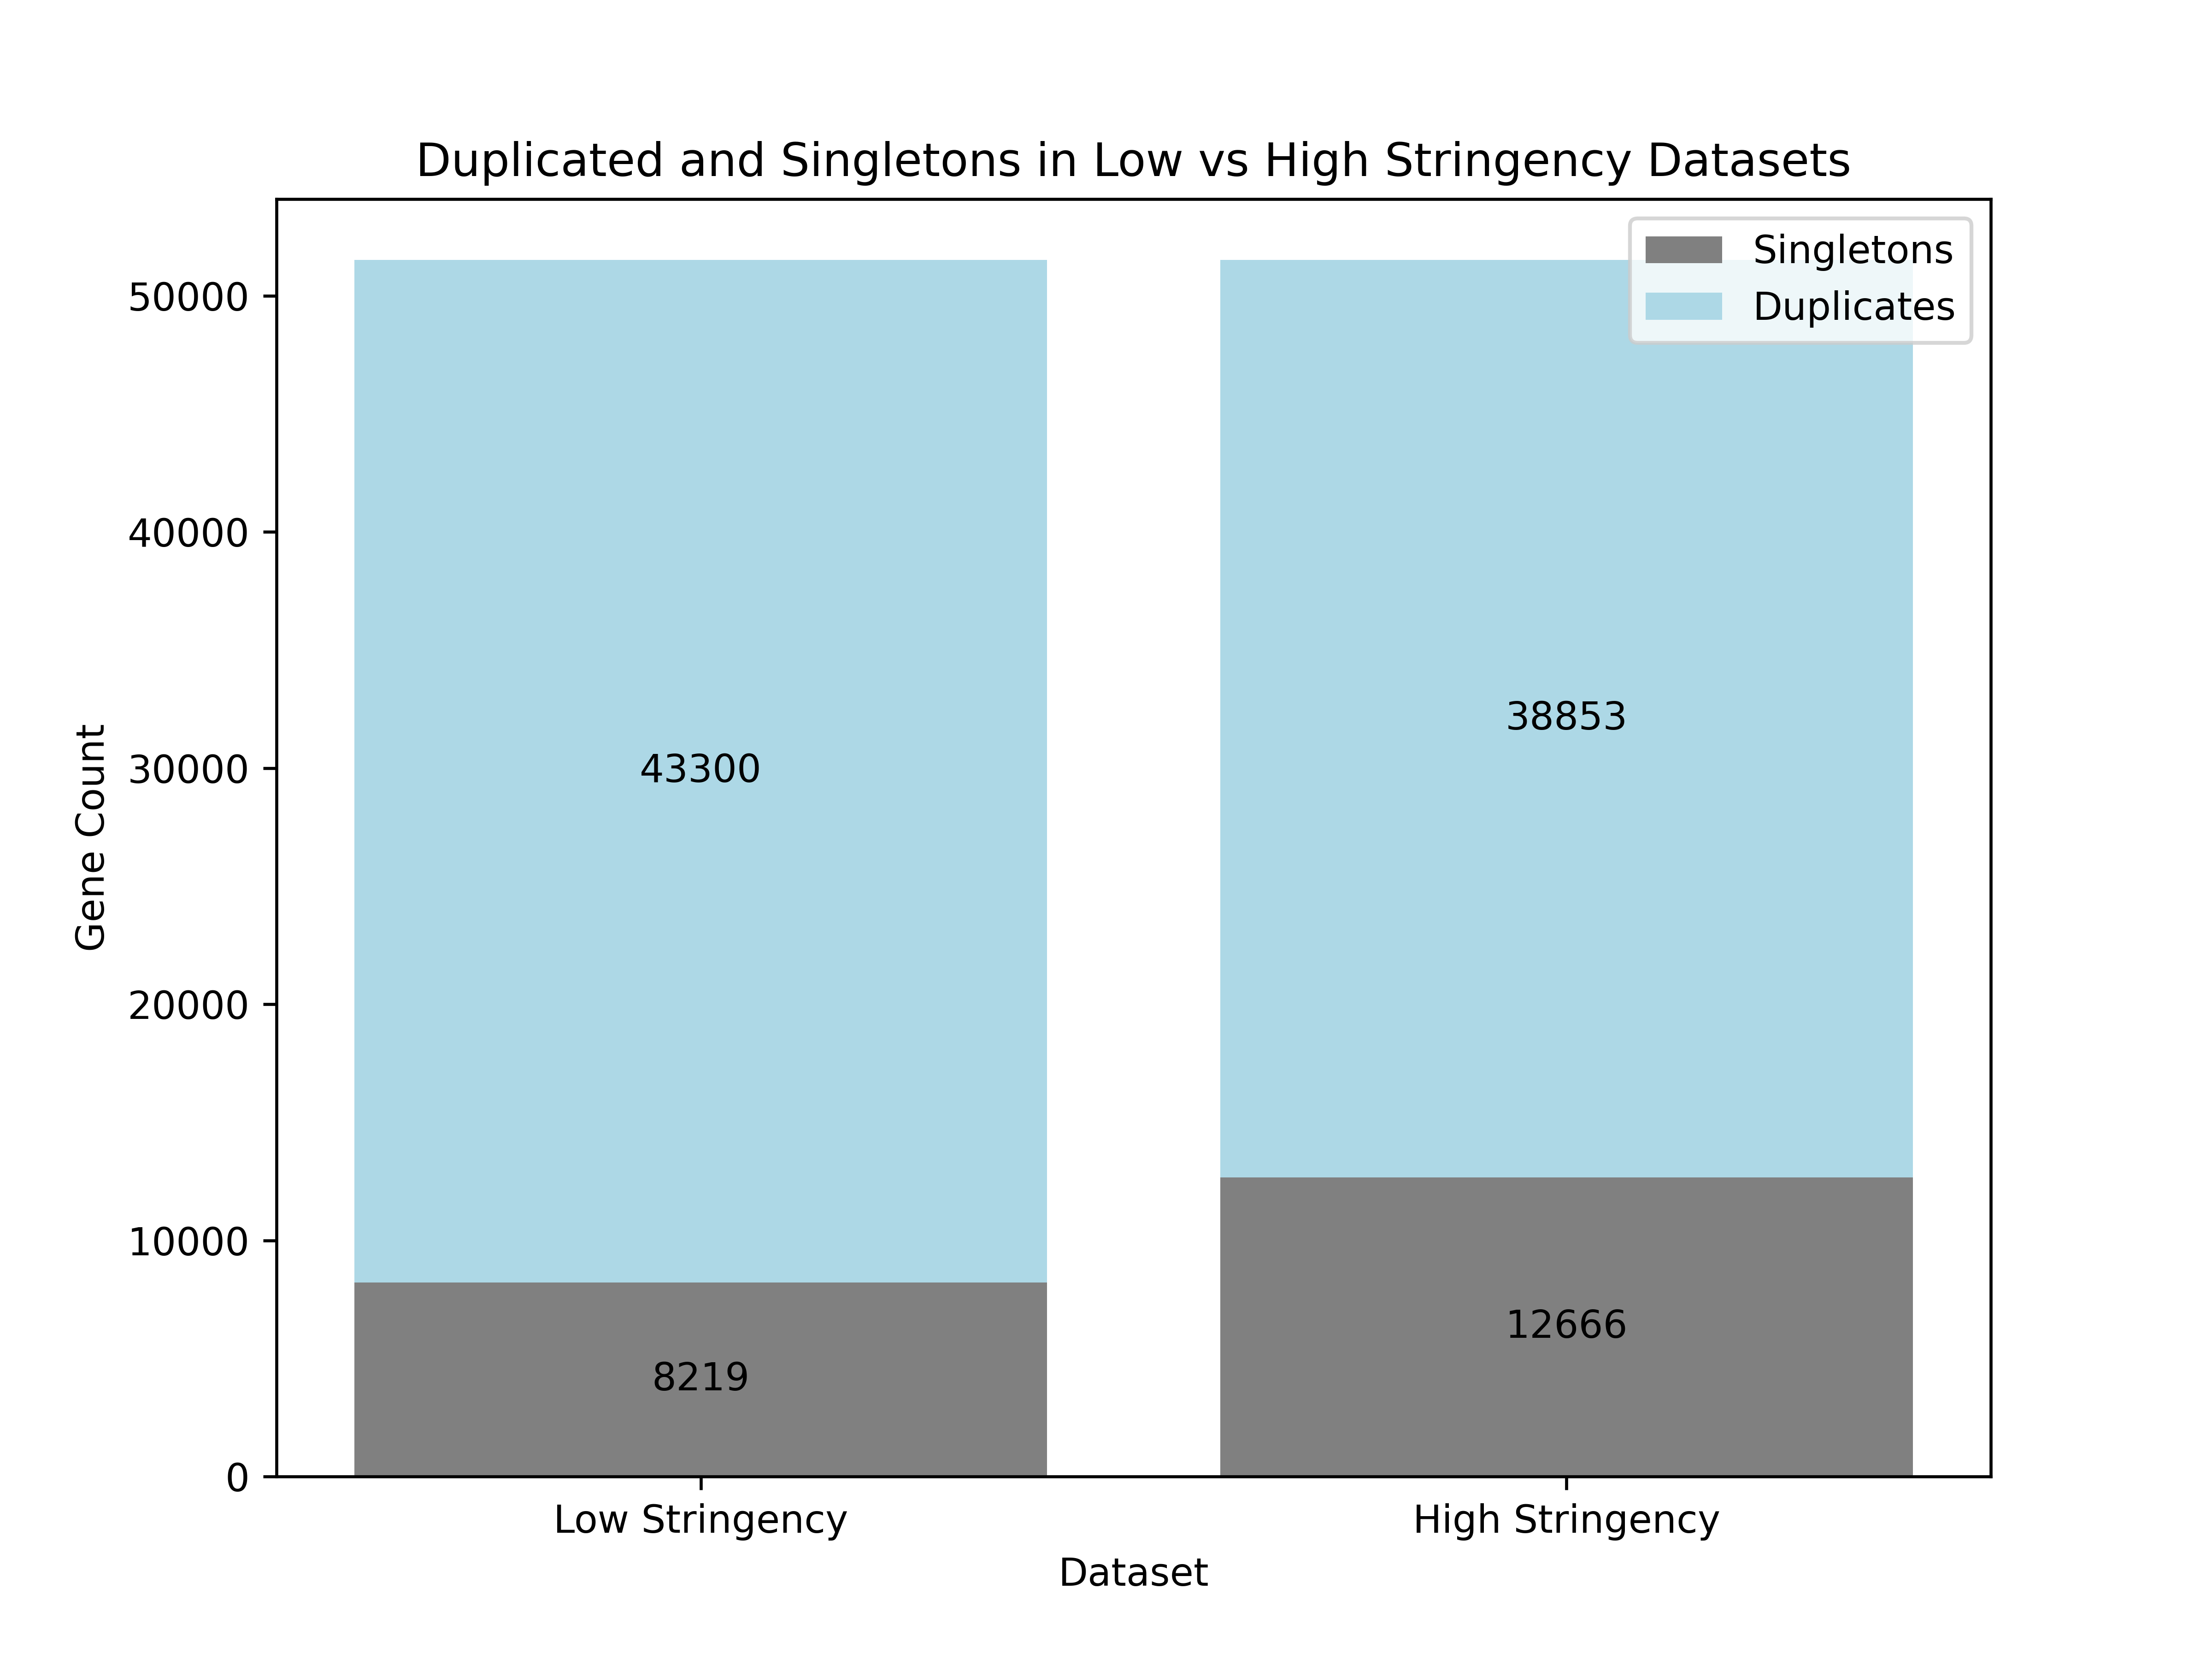 Duplicated and Singletons in Low vs High Stringency Datasets
Singletons
Duplicates
Gene Count
50000
40000
30000
20000
10000
0
43300
38853
8219
12666
Low Stringency
High Stringency
Dataset